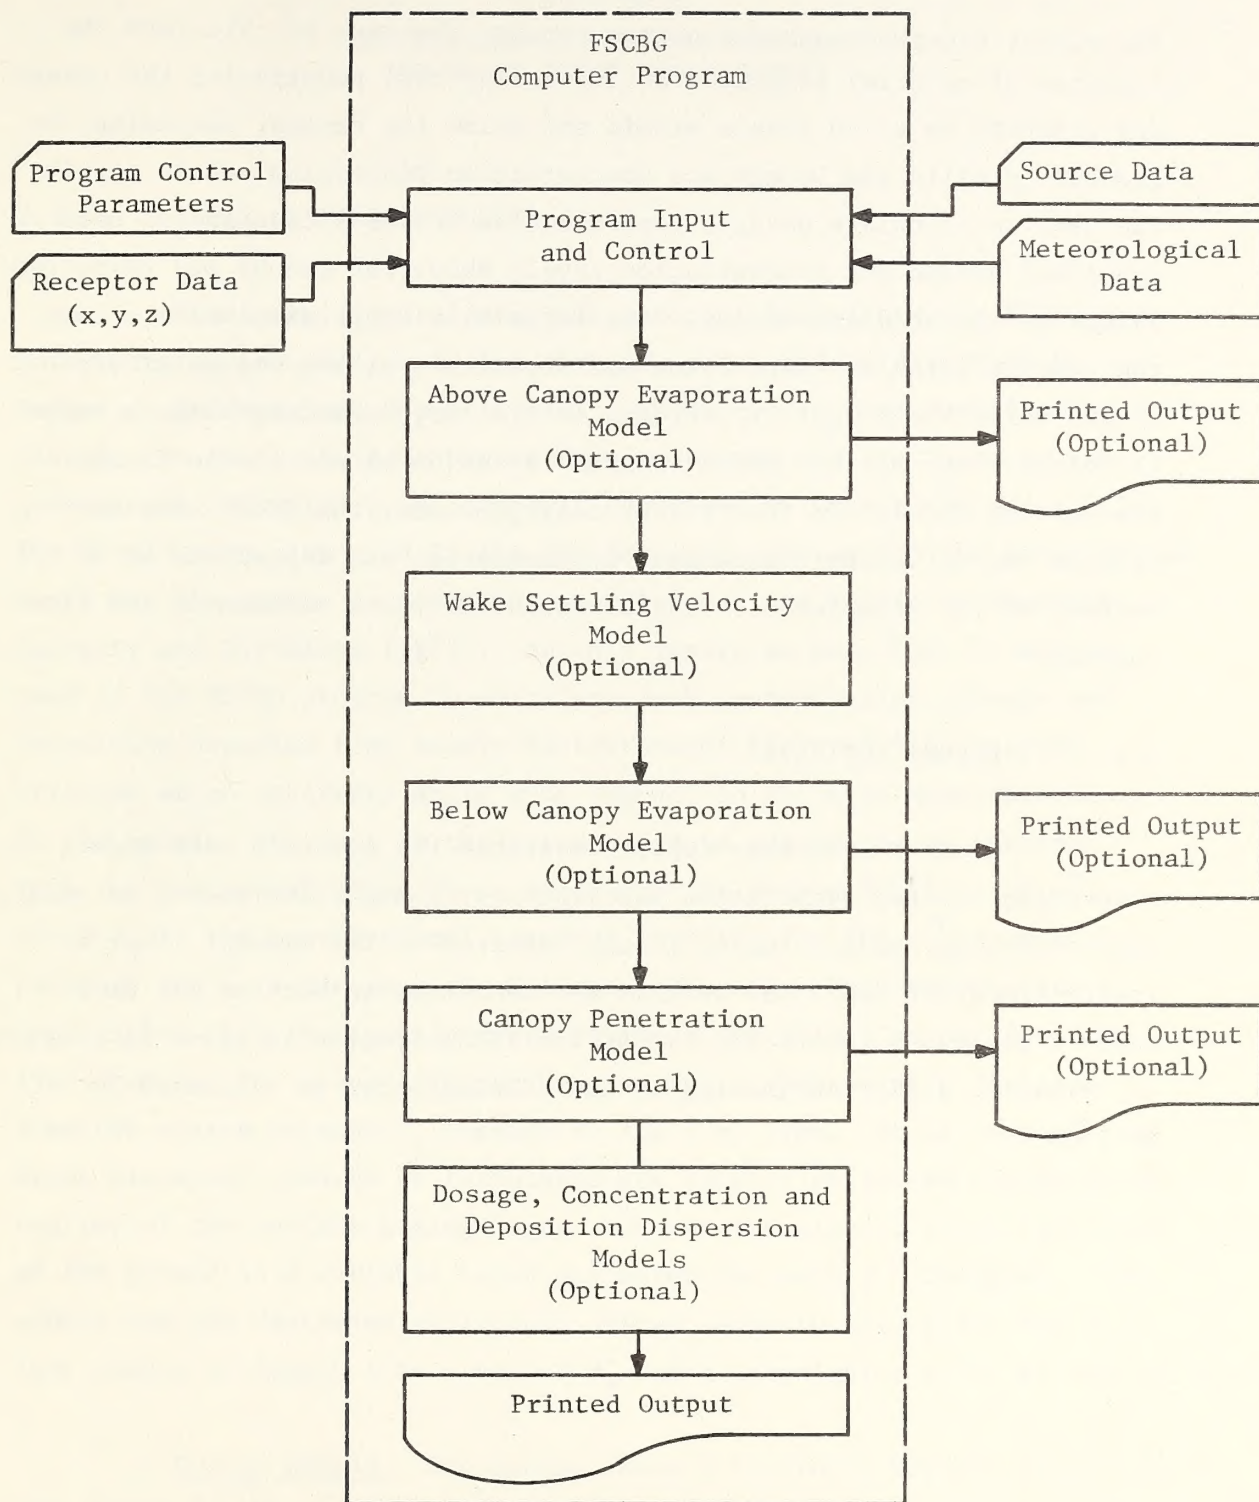 FSCBG
Computer Program
Program Control
Parameters
Receptor Data
(x,y,z)
Program Input
and Control
Source Data
Meteorological
Data
Above Canopy Evaporation
Model
(Optional)
Printed Output
(Optional)
Wake Settling Velocity
Model
(Optional)
Below Canopy Evaporation
Model
(Optional)
Printed Output
(Optional)
Canopy Penetration
Model
(Optional)
Printed Output
(Optional)
Dosage, Concentration and
Deposition Dispersion
Models
(Optional)
Printed Output